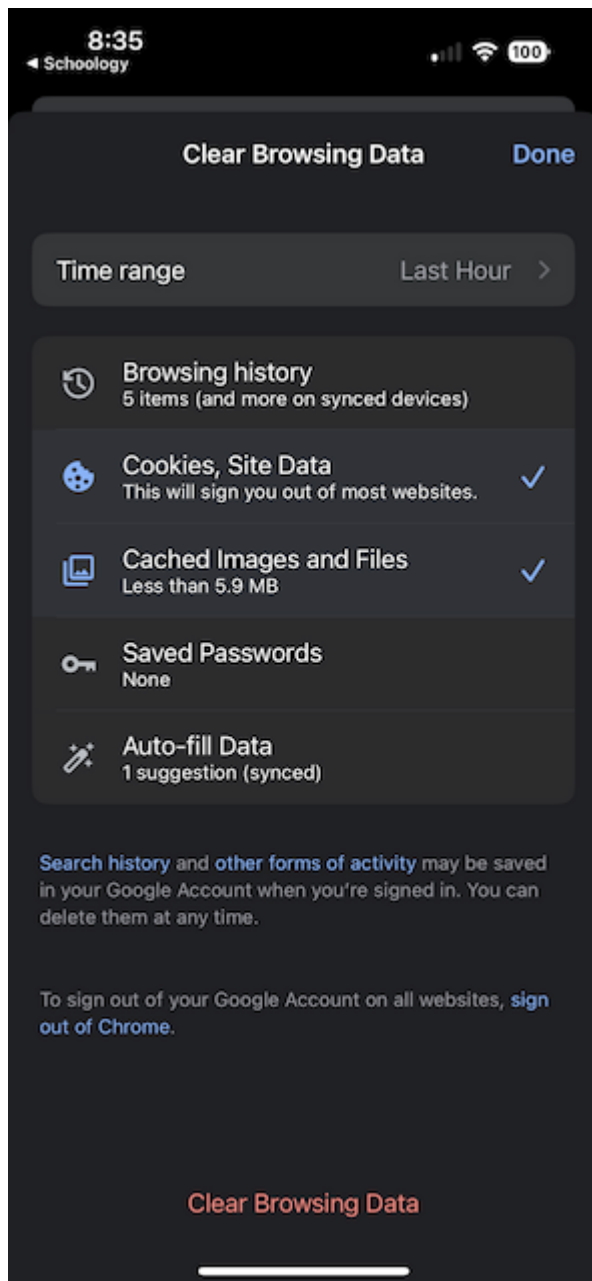 8:35
◀ Schoology
100
Clear Browsing Data
Done
Time range
Last Hour
Browsing history
5 items (and more on synced devices)
Cookies, Site Data
This will sign you out of most websites.
Cached Images and Files
Less than 5.9 MB
Saved Passwords
None
Auto-fill Data
1 suggestion (synced)
Search history and other forms of activity may be saved
in your Google Account when you're signed in. You can
delete them at any time.
To sign out of your Google Account on all websites, sign
out of Chrome.
Clear Browsing Data